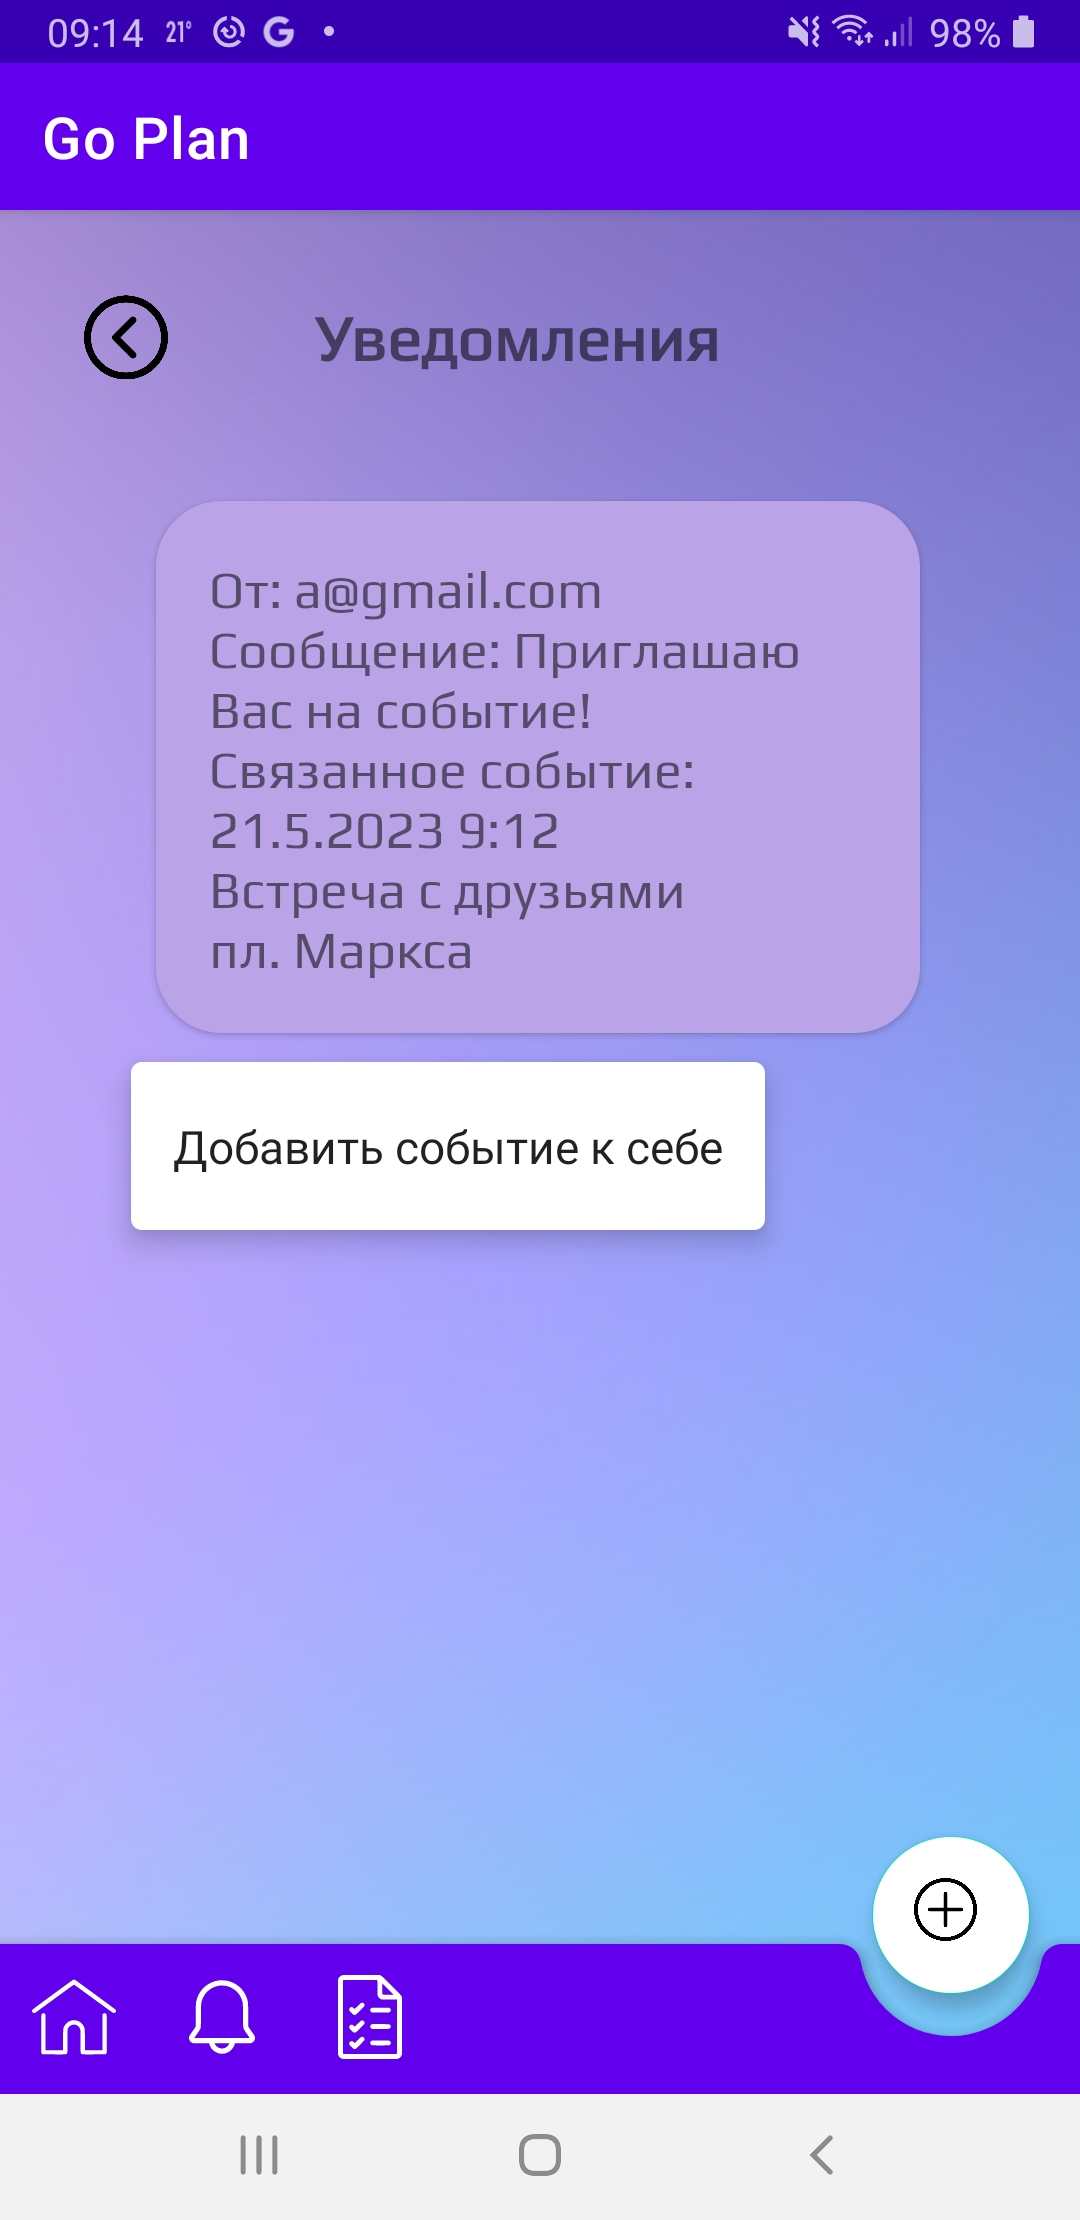 09:14 21° G 98%
Go Plan
Уведомления
От: a@gmail.com
Сообщение: Приглашаю
Вас на событие!
Связанное событие:
21.5.2023 9:12
Встреча с друзьями
пл. Маркса
Добавить событие к себе